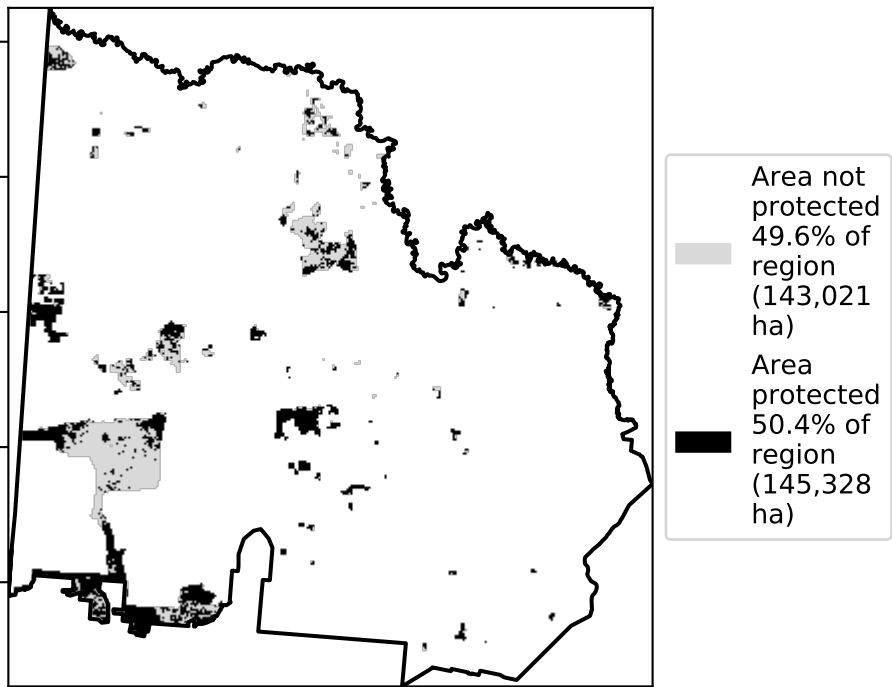 Area not
protected
49.6% of
region
(143,021
ha)
Area
protected
50.4% of
region
(145,328
ha)